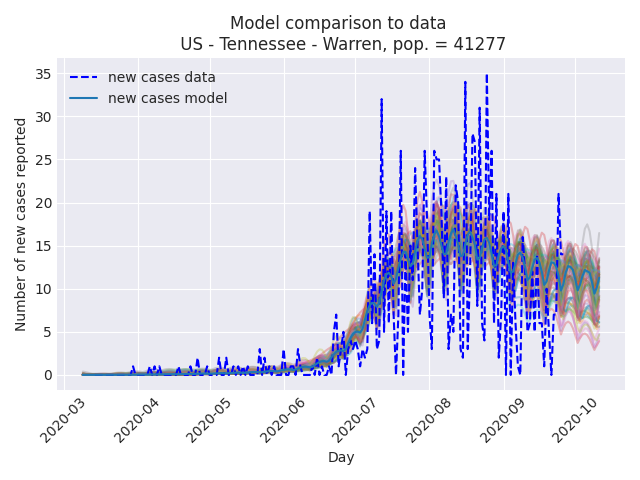 Model comparison to data
US - Tennessee - Warren, pop. = 41277
new cases data
new cases model
Number of new cases reported
35
30
25
20
15
10
5
0
2020-03
2020-04
2020-05
2020-06
2020-07
2020-08
2020-09
2020-10
Day